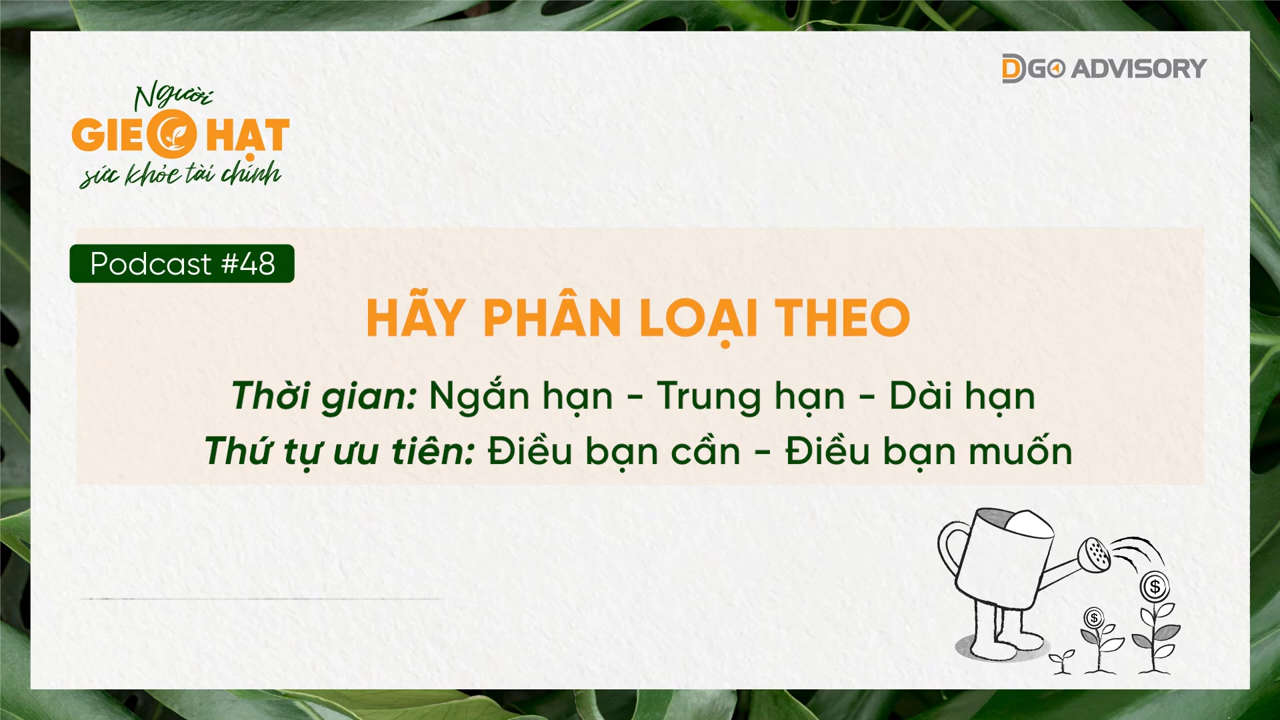 Người
GIEO HẠT
sức khỏe tài chính
DGO ADVISORY
Podcast #48
HÃY PHÂN LOẠI THEO
Thời gian: Ngắn hạn - Trung hạn - Dài hạn
Thứ tự ưu tiên: Điều bạn cần - Điều bạn muốn
$
$